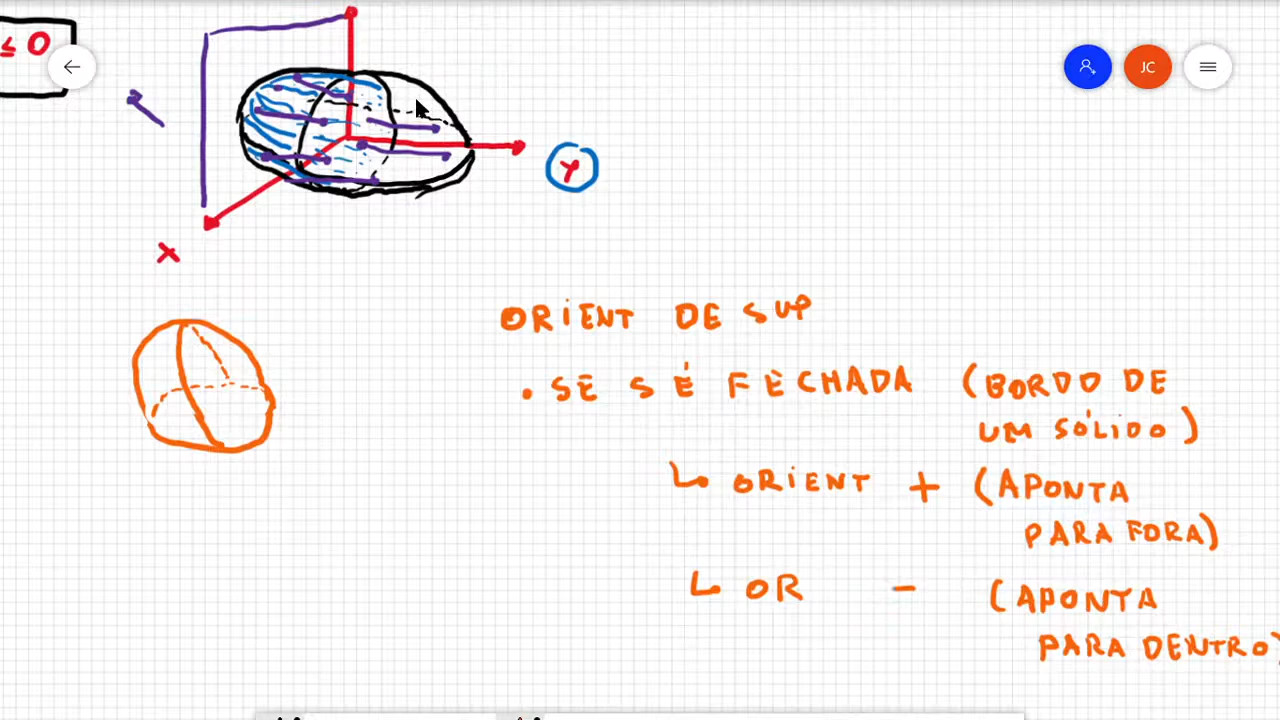 ≤ 0
JC
Y
X
ORIENT DE SUP
. SE S É FECHADA (BORDO DE
UM SÓLIDO)
↳ ORIENT + (APONTA
PARA FORA)
↳ OR - (APONTA
PARA DENTRO)